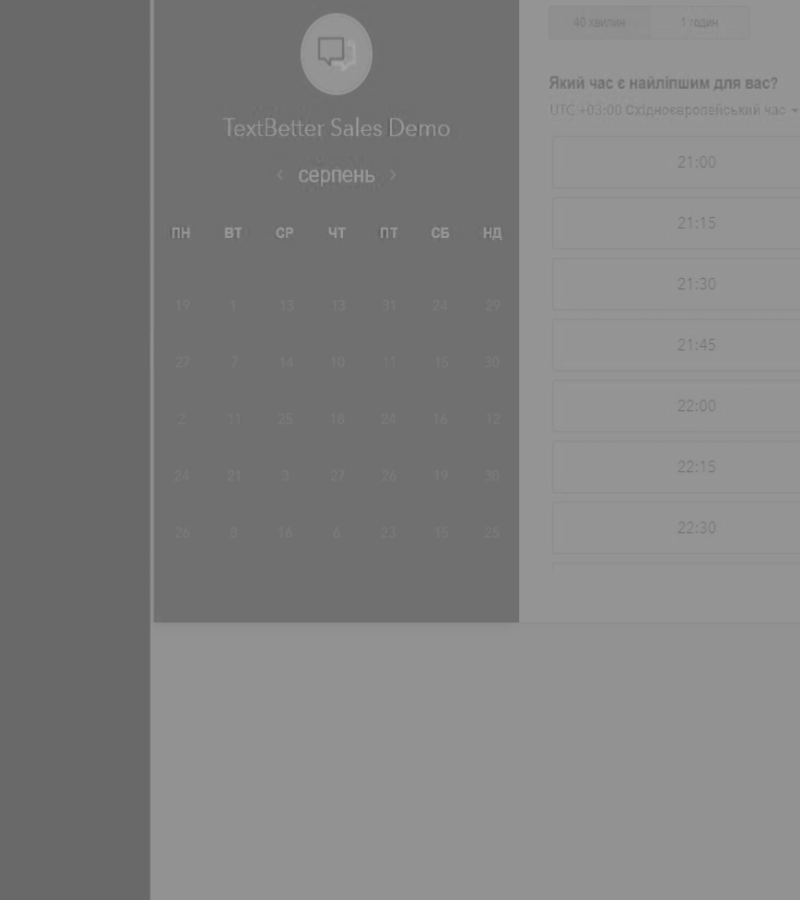 TextBetter Sales Demo
‹ серпень ›
ПН ВТ СР ЧТ ПТ СБ НД
19 1 13 13 31 24 29
27 7 14 10 11 15 30
2 11 25 18 24 16 12
24 21 3 27 26 19 30
26 8 16 6 23 15 25
40 хвилин 1 годин
Який час є найліпшим для вас?
UTC +03:00 Східноєвропейський час
21:00
21:15
21:30
21:45
22:00
22:15
22:30